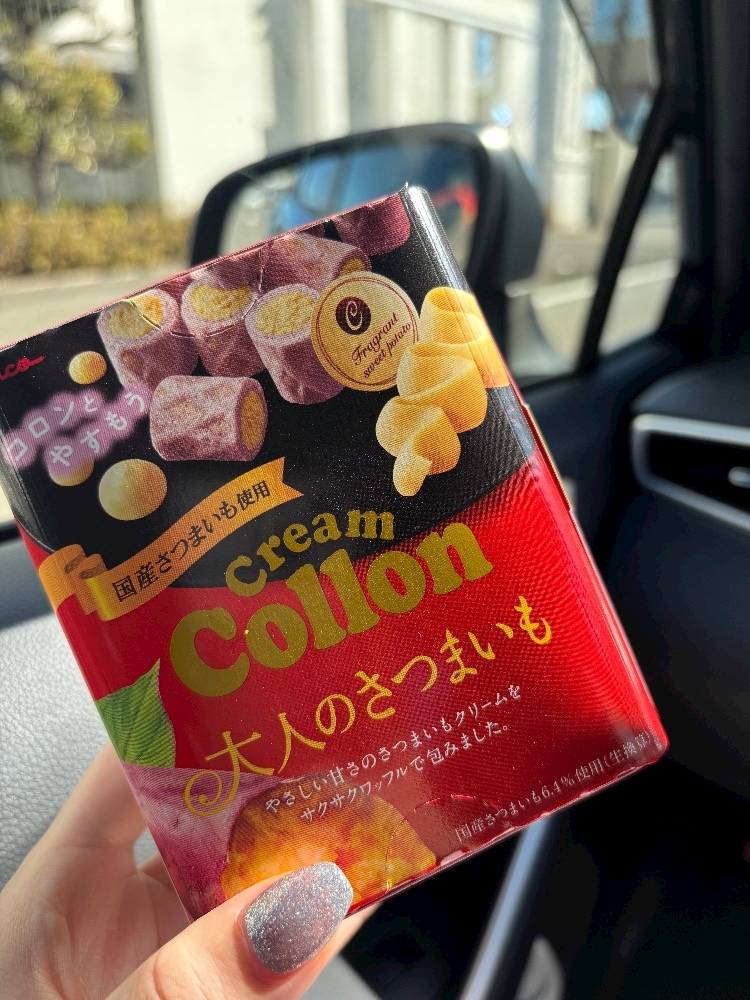 コロンと
やすもう
C
Fragrant
sweet potato
国産さつまいも使用
cream
Collon
大人のさつまいも
やさしい甘さのさつまいもクリームを
サクサクワッフルで包みました。
国産さつまいも6.4%使用(生換算)